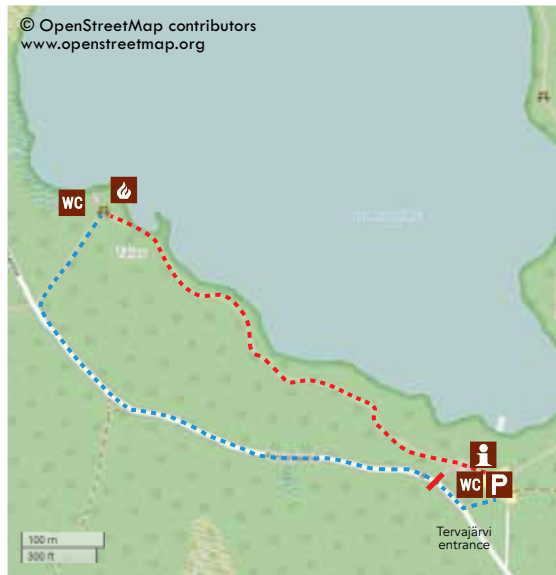 © OpenStreetMap contributors
www.openstreetmap.org
WC
WC P
Tervajärvi
entrance
100 m
300 ft